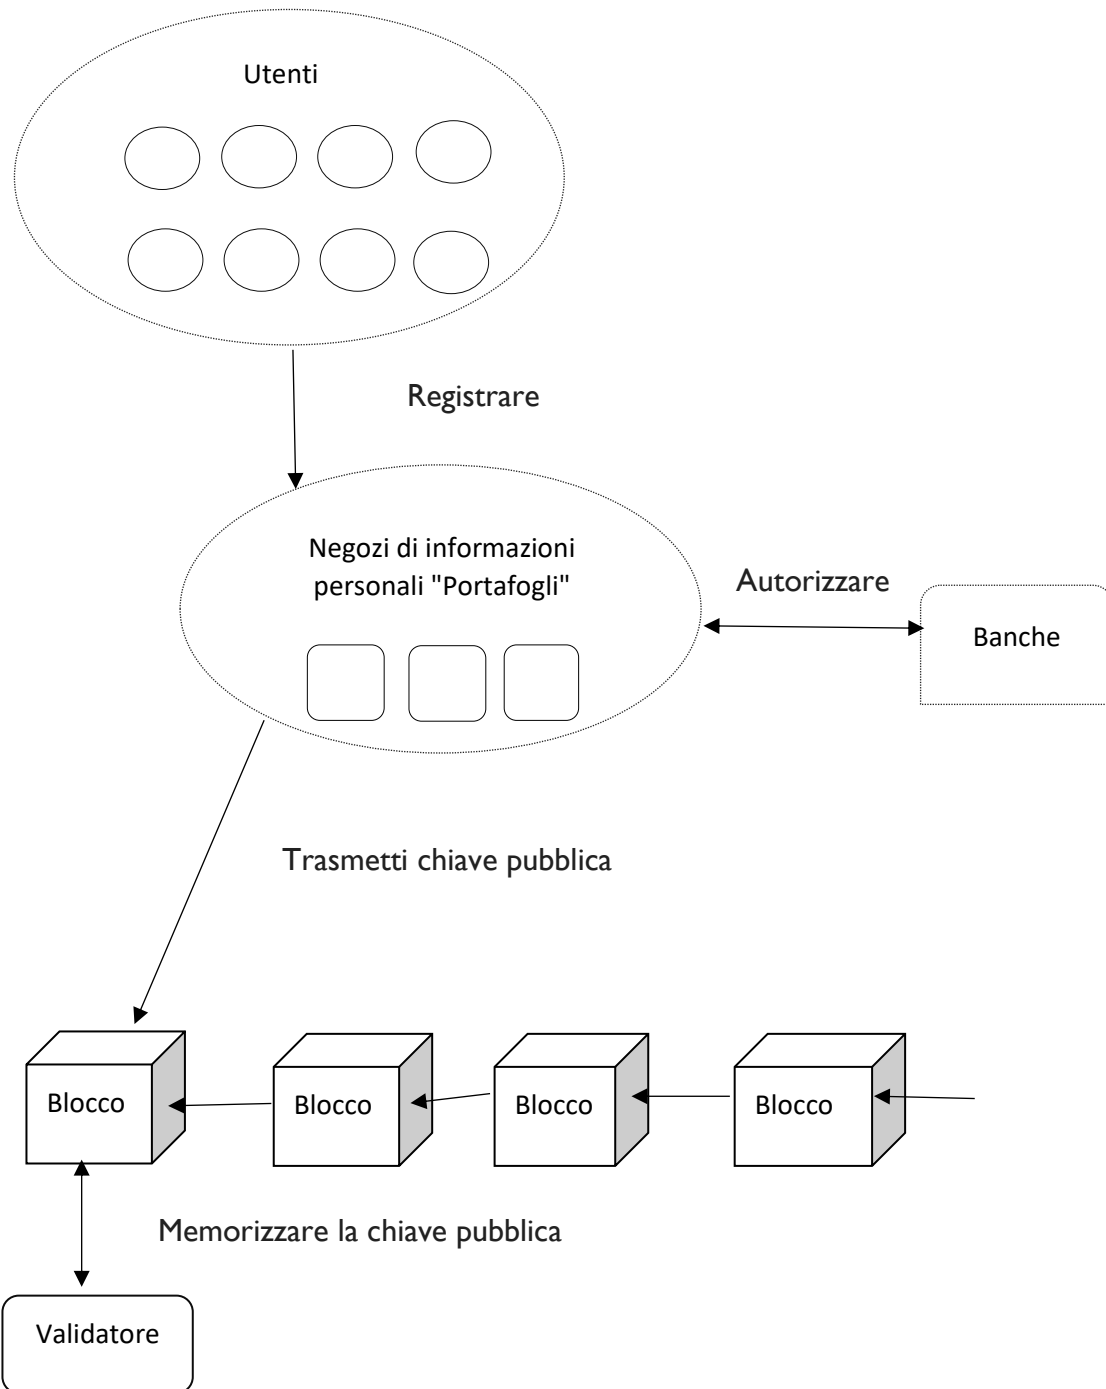 Utenti
Registrare
Negozi di informazioni
personali "Portafogli"
Autorizzare
Banche
Trasmetti chiave pubblica
Blocco
Blocco
Blocco
Blocco
Memorizzare la chiave pubblica
Validatore